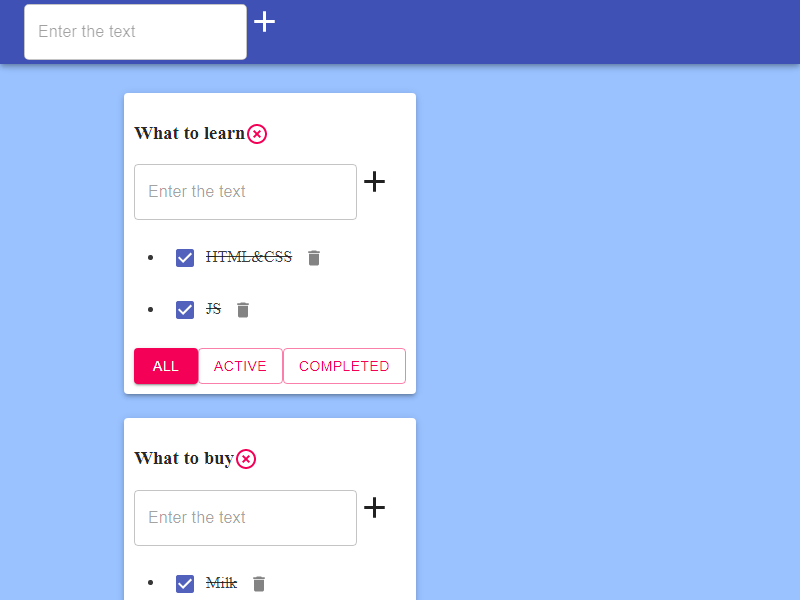 Enter the text
What to learn
Enter the text
HTML&CSS
JS
ALL ACTIVE COMPLETED
What to buy
Enter the text
Milk